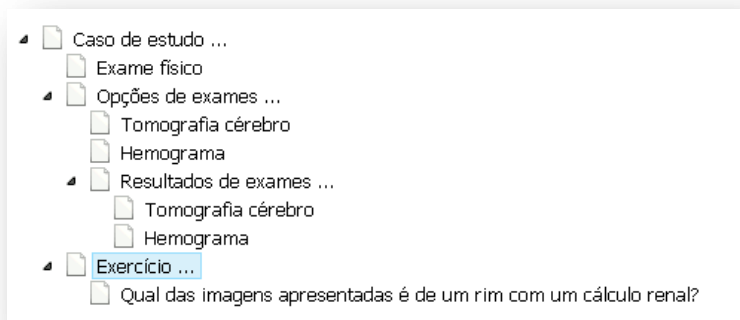 Caso de estudo ...
Exame físico
Opções de exames ...
Tomografia cérebro
Hemograma
Resultados de exames ...
Tomografia cérebro
Hemograma
Exercício ...
Qual das imagens apresentadas é de um rim com um cálculo renal?